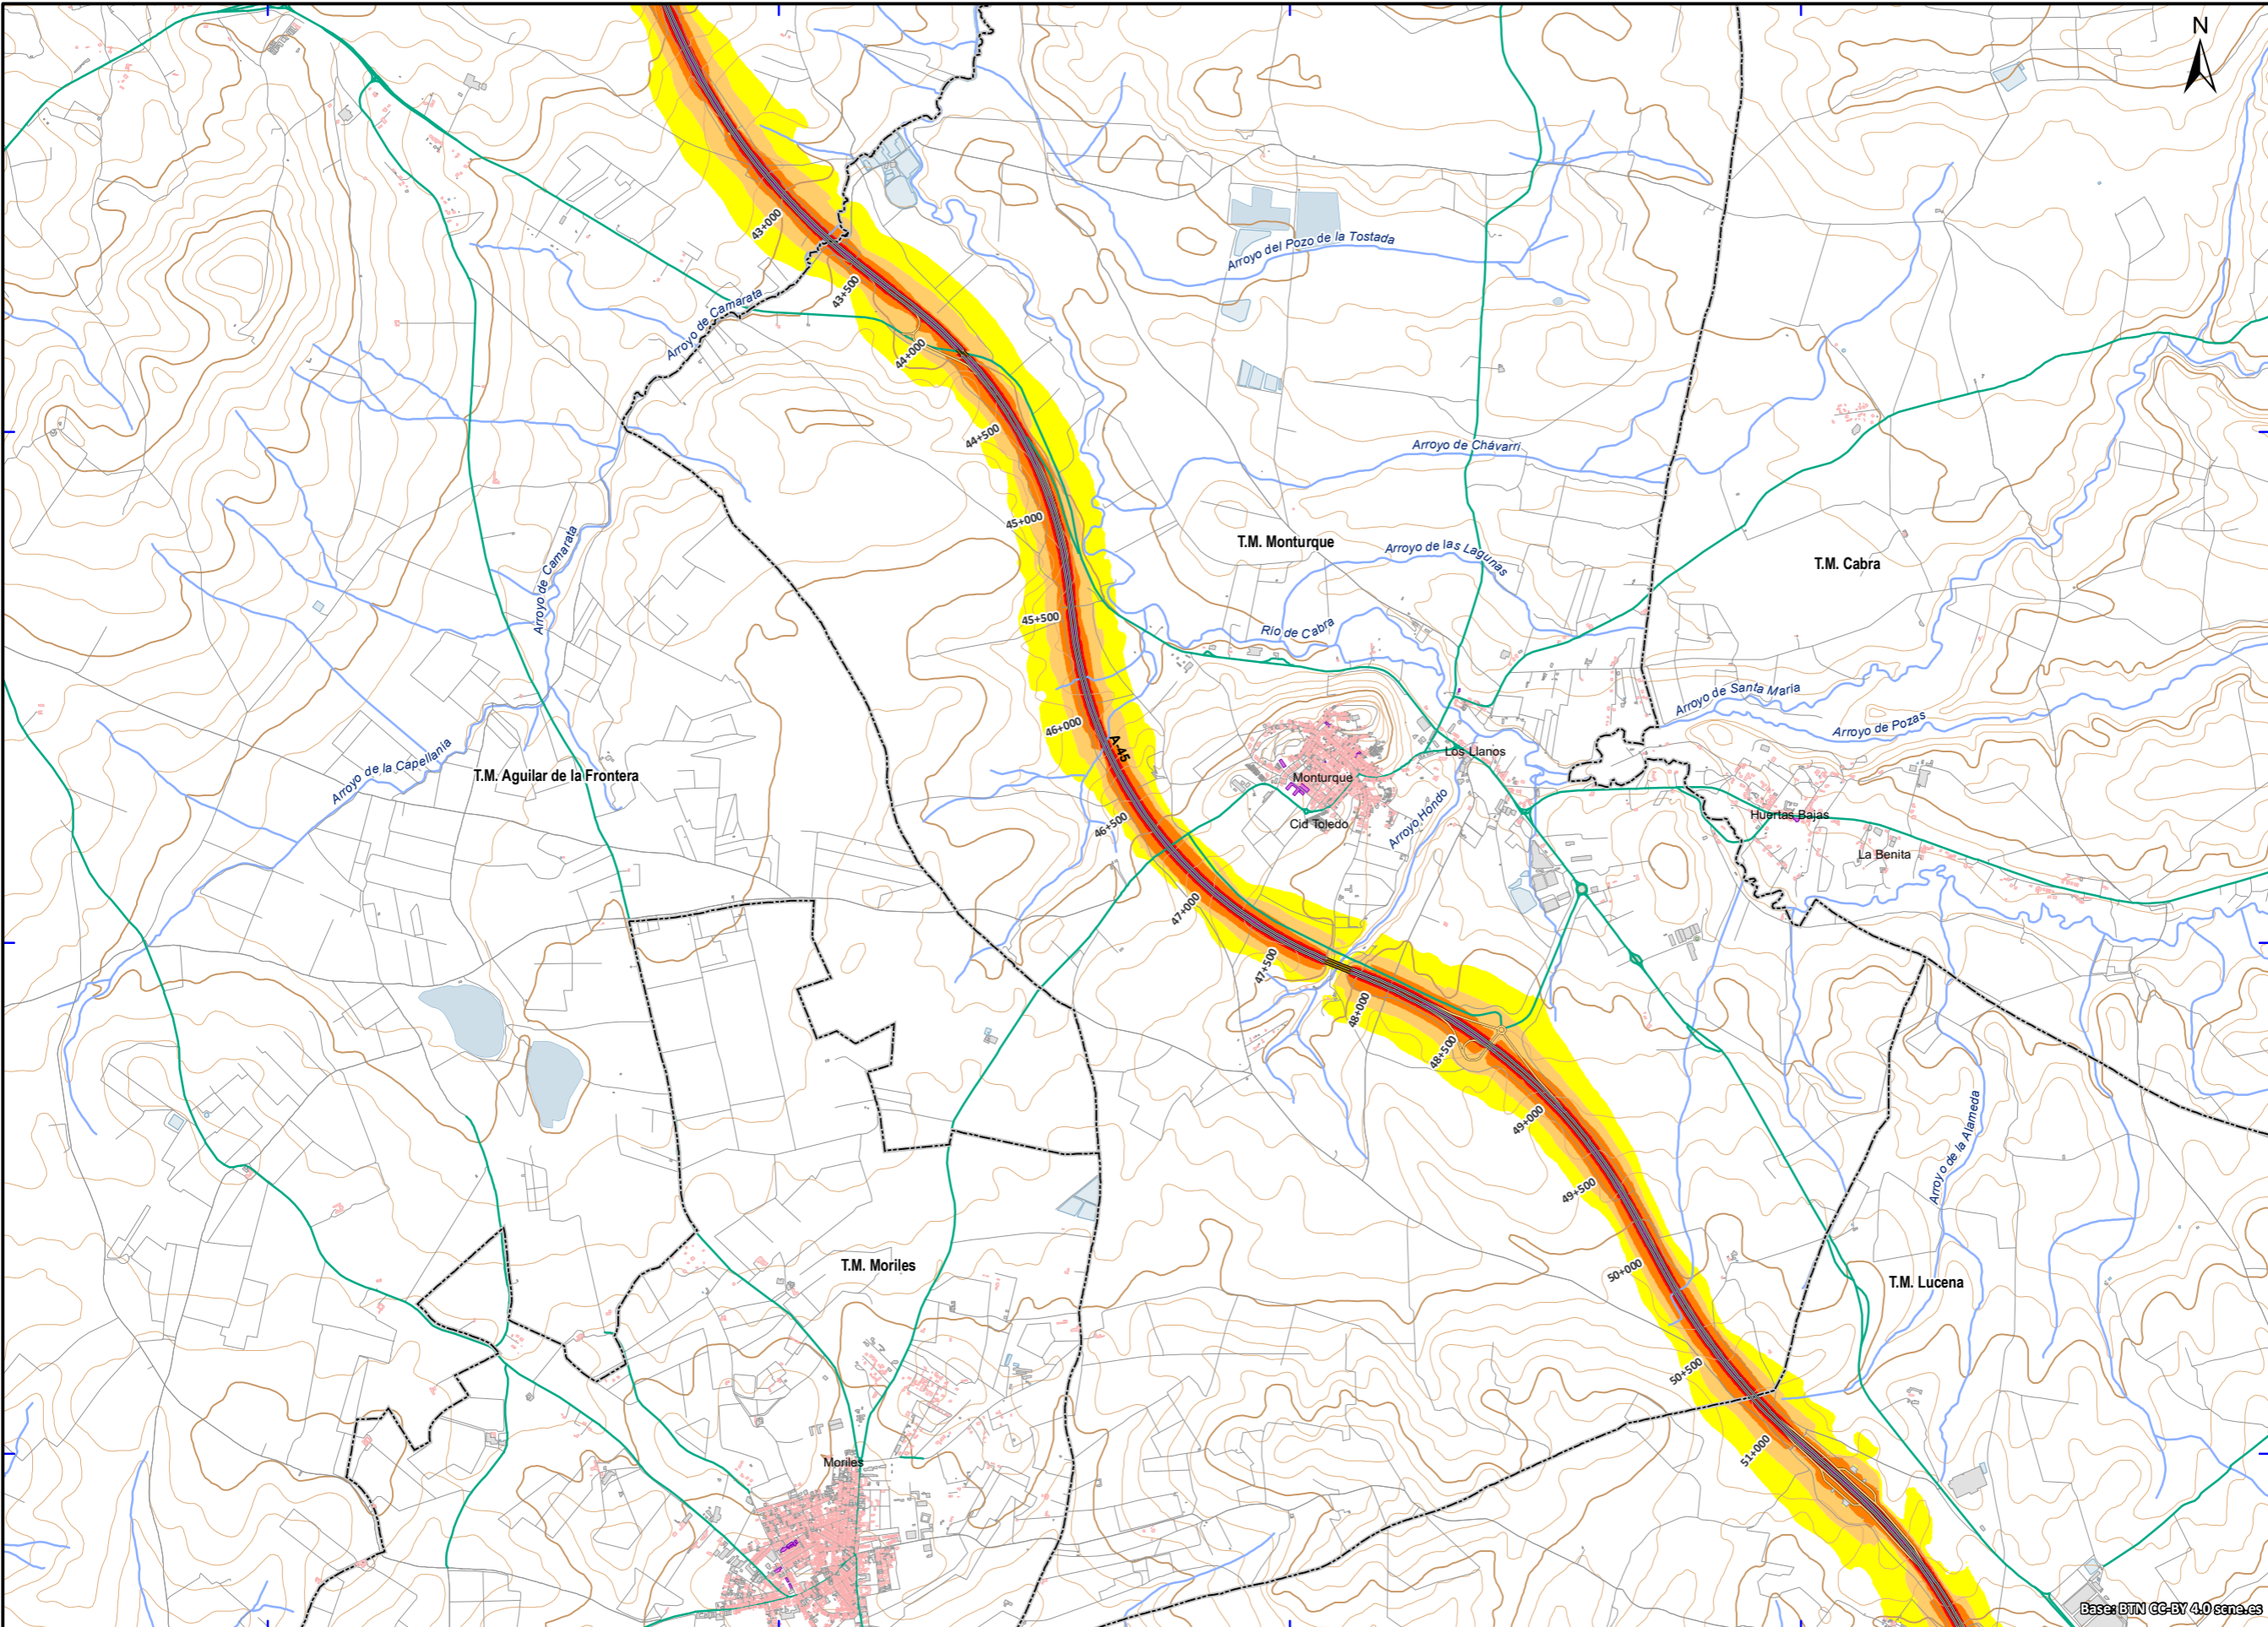 N
43+000
Arroyo del Pozo de la Tostada
43+500
Arroyo de Camarata
44+000
44+500
Arroyo de Chávarri
45+000
T.M. Monturque
Arroyo de las Lagunas
T.M. Cabra
Arroyo de Camarata
45+500
Río de Cabra
Arroyo de Santa María
46+000
Arroyo de Pozas
A-45
Los Llanos
Arroyo de la Capellanía
T.M. Aguilar de la Frontera
Monturque
46+500
Cid Toledo
Arroyo Hondo
Huertas Bajas
La Benita
47+000
47+500
48+000
48+500
49+000
Arroyo de la Alameda
49+500
T.M. Moriles
50+000
T.M. Lucena
50+500
51+000
Moriles
Base: BTN CC-BY 4.0 scne.es